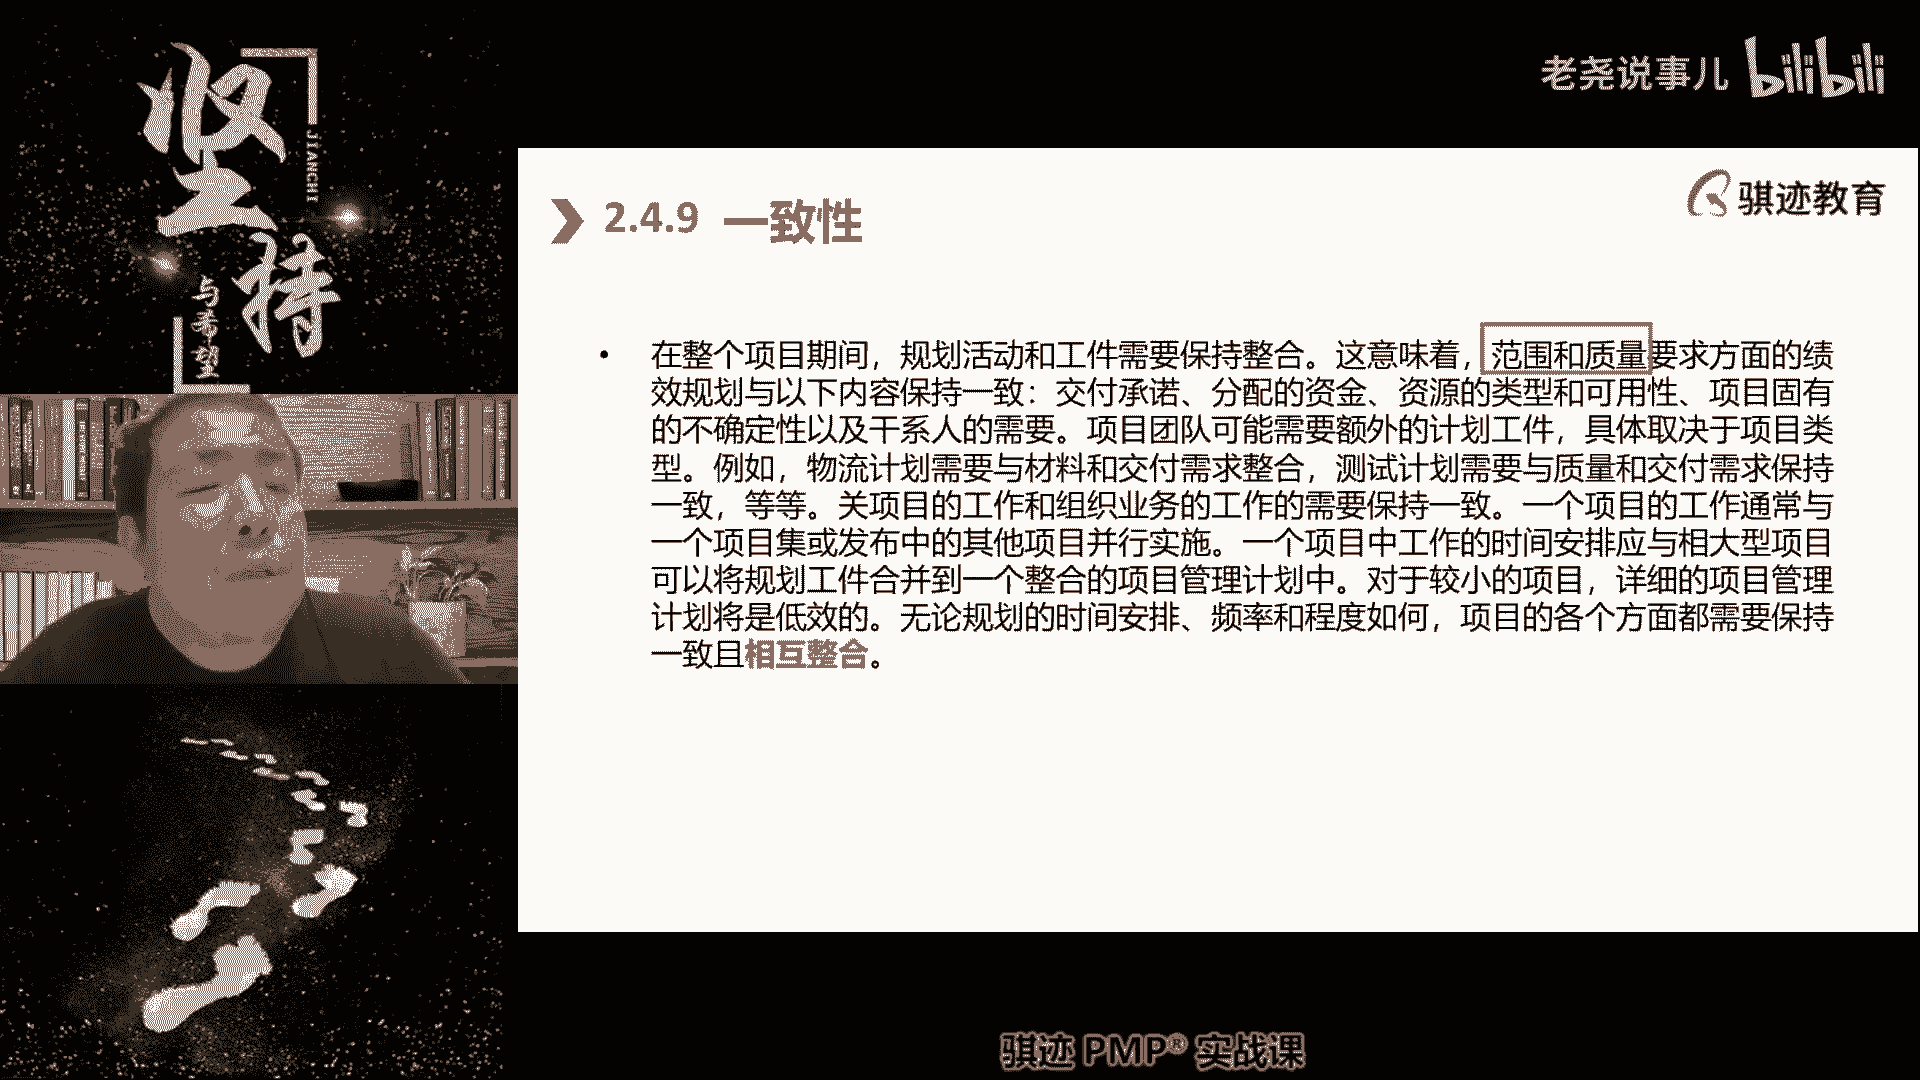 坚持
JIANCHI
与希望
老尧说事儿 bilibili
骐迹教育
2.4.9 一致性
• 在整个项目期间，规划活动和工件需要保持整合。这意味着，范围和质量要求方面的绩
效规划与以下内容保持一致：交付承诺、分配的资金、资源的类型和可用性、项目固有
的不确定性以及干系人的需要。项目团队可能需要额外的计划工件，具体取决于项目类
型。例如，物流计划需要与材料和交付需求整合，测试计划需要与质量和交付需求保持
一致，等等。关项目的工作和组织业务的工作的需要保持一致。一个项目的工作通常与
一个项目集或发布中的其他项目并行实施。一个项目中工作的时间安排应与相大型项目
可以将规划工件合并到一个整合的项目管理计划中。对于较小的项目，详细的项目管理
计划将是低效的。无论规划的时间安排、频率和程度如何，项目的各个方面都需要保持
一致且相互整合。
骐迹 PMP® 实战课